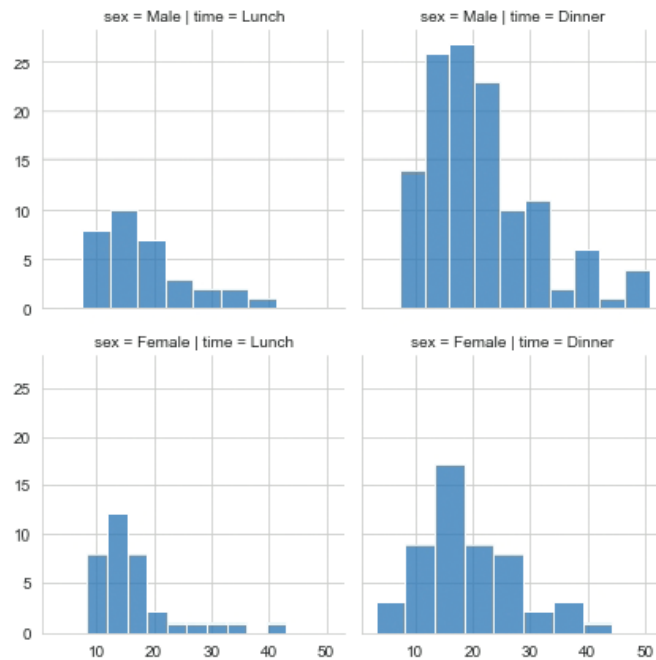 sex = Male | time = Lunch
sex = Male | time = Dinner
25
20
15
10
5
0
sex = Female | time = Lunch
sex = Female | time = Dinner
25
20
15
10
5
0
10 20 30 40 50
10 20 30 40 50